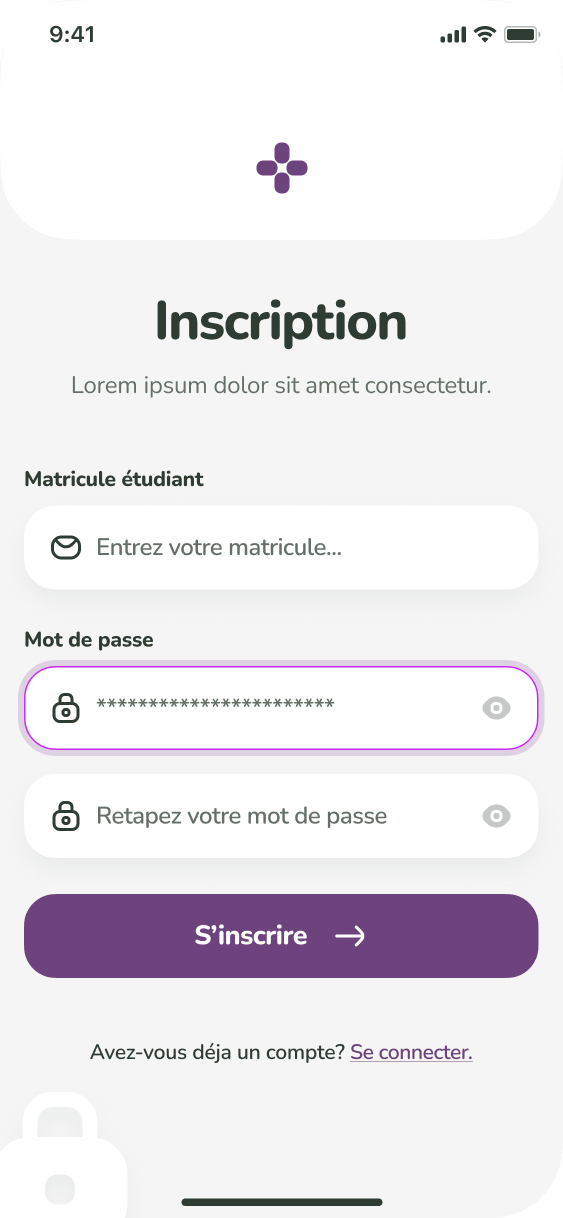 9:41
Inscription
Lorem ipsum dolor sit amet consectetur.
Matricule étudiant
Entrez votre matricule...
Mot de passe
***********************
Retapez votre mot de passe
S’inscrire
Avez-vous déja un compte? Se connecter.